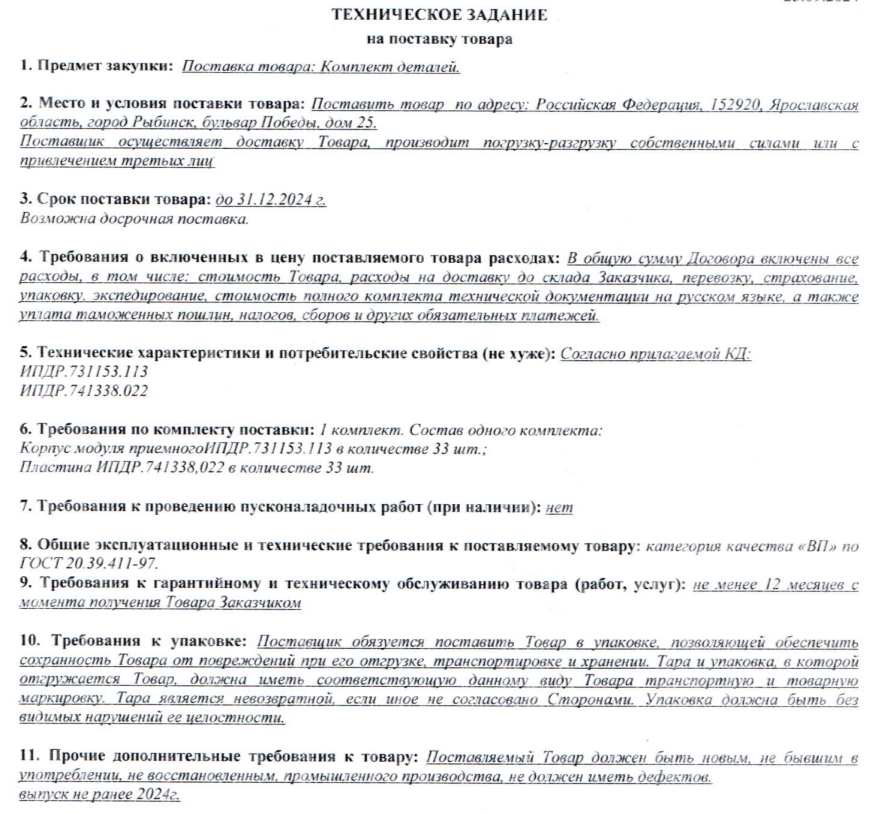 ТЕХНИЧЕСКОЕ ЗАДАНИЕ
на поставку товара
1. Предмет закупки: Поставка товара: Комплект деталей.
2. Место и условия поставки товара: Поставить товар по адресу: Российская Федерация, 152920, Ярославская
область, город Рыбинск, бульвар Победы, дом 25.
Поставщик осуществляет доставку Товара, производит погрузку-разгрузку собственными силами или с
привлечением третьих лиц
3. Срок поставки товара: до 31.12.2024 г.
Возможна досрочная поставка.
4. Требования о включенных в цену поставляемого товара расходах: В общую сумму Договора включены все
расходы, в том числе: стоимость Товара, расходы на доставку до склада Заказчика, перевозку, страхование,
упаковку, экспедирование, стоимость полного комплекта технической документации на русском языке, а также
уплата таможенных пошлин, налогов, сборов и других обязательных платежей.
5. Технические характеристики и потребительские свойства (не хуже): Согласно прилагаемой КД:
ИПДР.731153.113
ИПДР.741338.022
6. Требования по комплекту поставки: 1 комплект. Состав одного комплекта:
Корпус модуля приемногоИПДР.731153.113 в количестве 33 шт.;
Пластина ИПДР.741338,022 в количестве 33 шт.
7. Требования к проведению пусконаладочных работ (при наличии): нет
8. Общие эксплуатационные и технические требования к поставляемому товару: категория качества «ВП» по
ГОСТ 20.39.411-97.
9. Требования к гарантийному и техническому обслуживанию товара (работ, услуг): не менее 12 месяцев с
момента получения Товара Заказчиком
10. Требования к упаковке: Поставщик обязуется поставить Товар в упаковке, позволяющей обеспечить
сохранность Товара от повреждений при его отгрузке, транспортировке и хранении. Тара и упаковка, в которой
отгружается Товар, должна иметь соответствующую данному виду Товара транспортную и товарную
маркировку. Тара является невозвратной, если иное не согласовано Сторонами. Упаковка должна быть без
видимых нарушений ее целостности.
11. Прочие дополнительные требования к товару: Поставляемый Товар должен быть новым, не бывшим в
употреблении, не восстановленным, промышленного производства, не должен иметь дефектов.
выпуск не ранее 2024г.